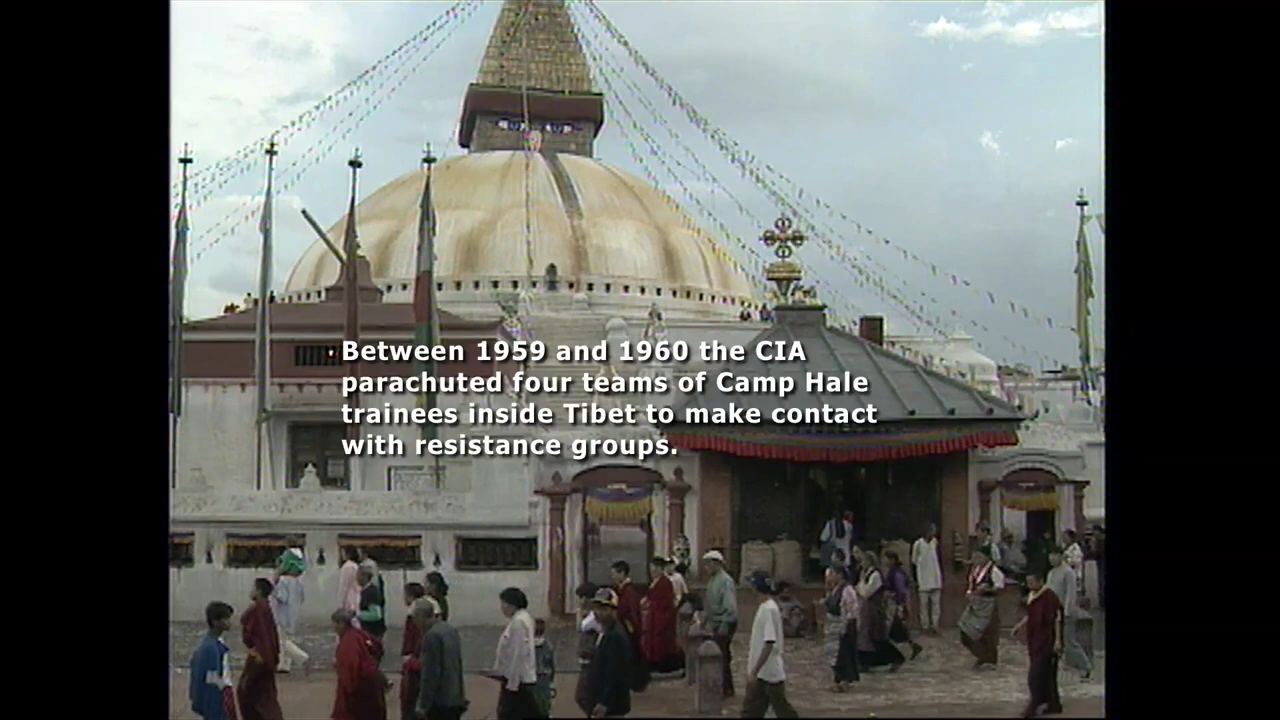 Between 1959 and 1960 the CIA
parachuted four teams of Camp Hale
trainees inside Tibet to make contact
with resistance groups.